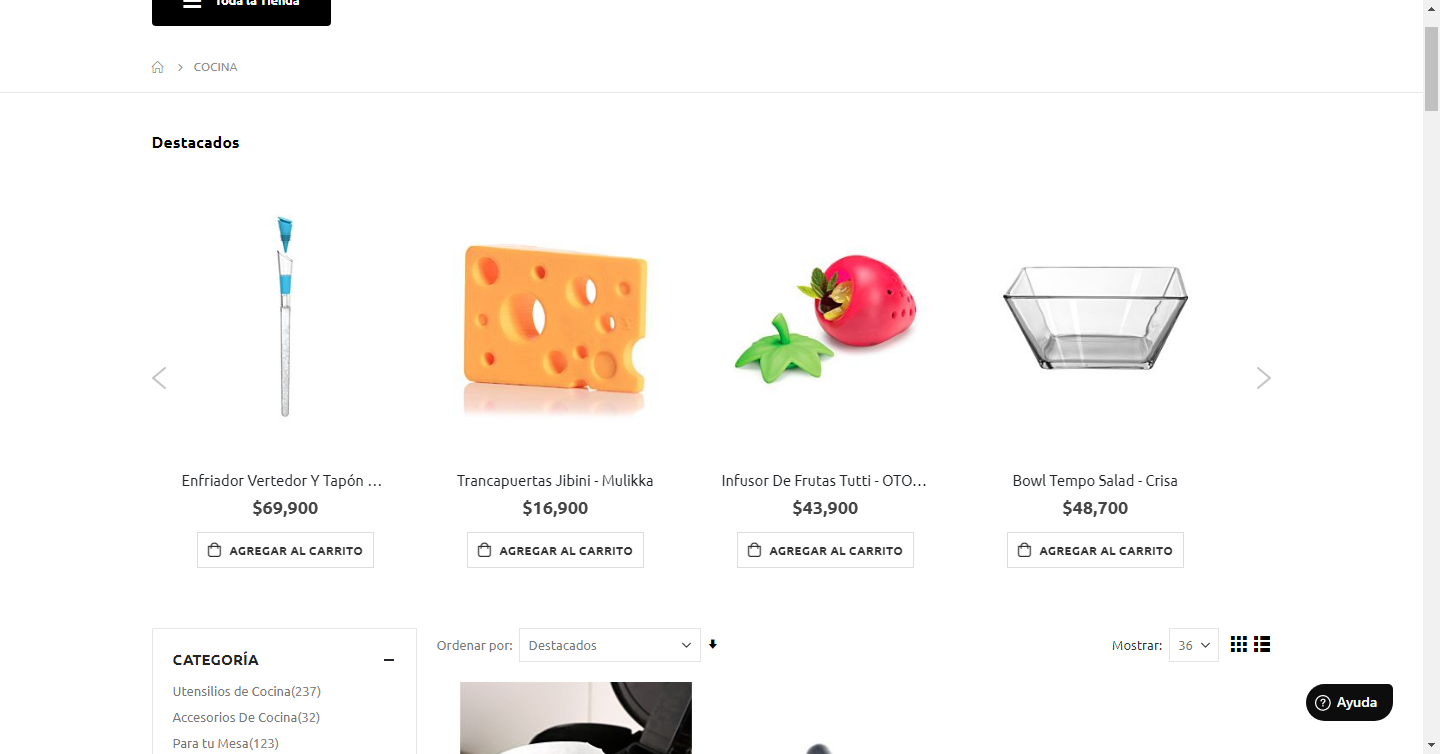 Toda la Tienda
COCINA
Destacados
Enfriador Vertedor Y Tapón ...
Trancapuertas Jibini - Mulikka
Infusor De Frutas Tutti - OTO...
Bowl Tempo Salad - Crisa
$69,900
$16,900
$43,900
$48,700
AGREGAR AL CARRITO
AGREGAR AL CARRITO
AGREGAR AL CARRITO
AGREGAR AL CARRITO
CATEGORÍA
Utensilios de Cocina(237)
Accesorios De Cocina(32)
Para tu Mesa(123)
Ordenar por:
Destacados
Mostrar:
36
Ayuda